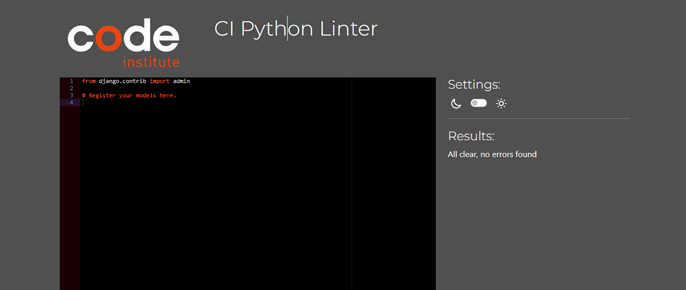 code
institute
CI Python Linter
1 from django.contrib import admin
2
3 # Register your models here.
4
Settings:
Results:
All clear, no errors found